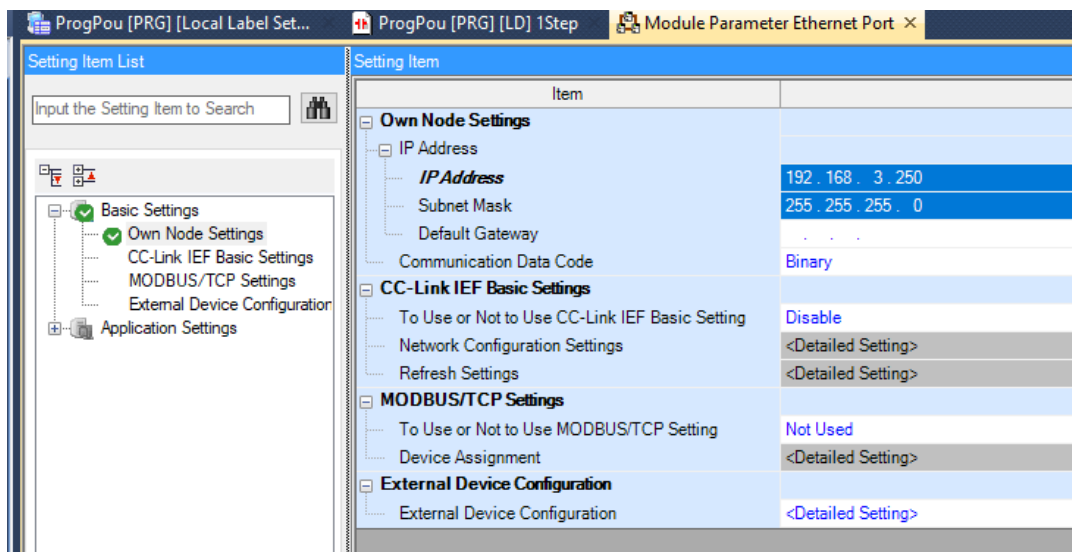 ProgPou [PRG] [Local Label Set...
ProgPou [PRG] [LD] 1Step
Module Parameter Ethernet Port
Setting Item List
Input the Setting Item to Search
Basic Settings
Own Node Settings
CC-Link IEF Basic Settings
MODBUS/TCP Settings
External Device Configuration
Application Settings
Setting Item
Item
Own Node Settings
IP Address
IP Address 192 . 168 . 3 . 250
Subnet Mask 255 . 255 . 255 . 0
Default Gateway . . .
Communication Data Code Binary
CC-Link IEF Basic Settings
To Use or Not to Use CC-Link IEF Basic Setting Disable
Network Configuration Settings <Detailed Setting>
Refresh Settings <Detailed Setting>
MODBUS/TCP Settings
To Use or Not to Use MODBUS/TCP Setting Not Used
Device Assignment <Detailed Setting>
External Device Configuration
External Device Configuration <Detailed Setting>